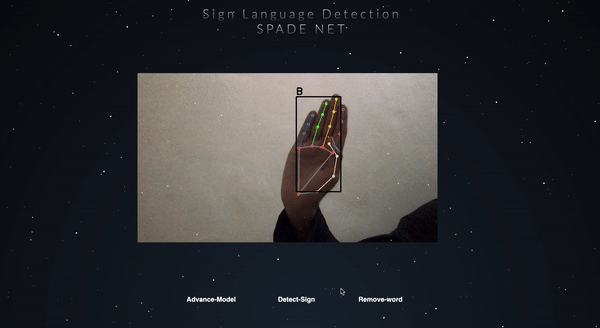 Sign Language Detection
SPADE NET
B
Advance-Model
Detect-Sign
Remove-word